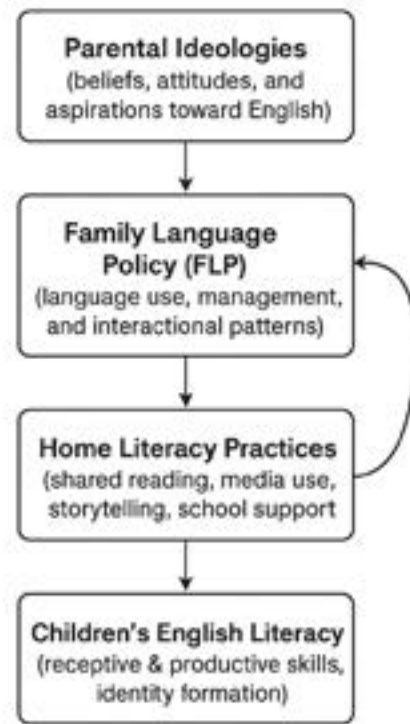 Parental Ideologies
(beliefs, attitudes, and
aspirations toward English)
Family Language
Policy (FLP)
(language use, management,
and interactional patterns)
Home Literacy Practices
(shared reading, media use,
storytelling, school support
Children's English Literacy
(receptive & productive skills,
identity formation)